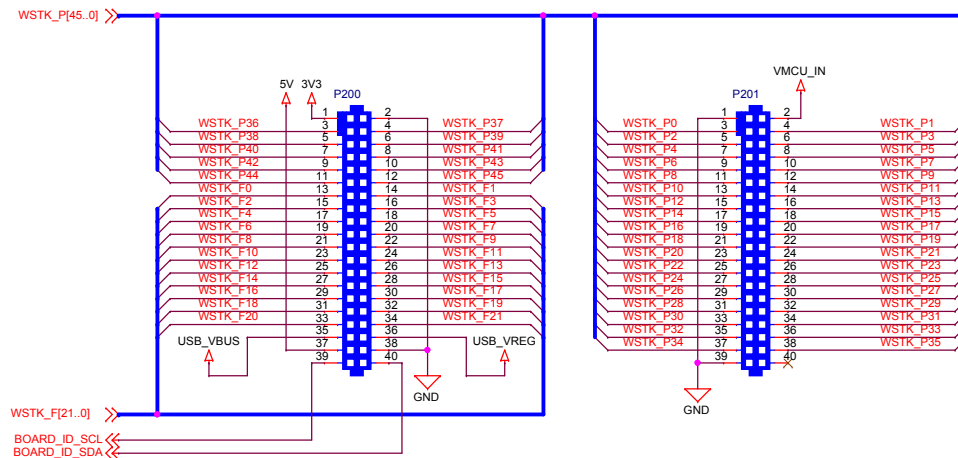 WSTK_P[45..0]
5V 3V3 P200
VMCU_IN
P201
1 2 1 2
WSTK_P36 3 4 WSTK_P37 WSTK_P0 3 4 WSTK_P1
WSTK_P38 5 6 WSTK_P39 WSTK_P2 5 6 WSTK_P3
WSTK_P40 7 8 WSTK_P41 WSTK_P4 7 8 WSTK_P5
WSTK_P42 9 10 WSTK_P43 WSTK_P6 9 10 WSTK_P7
WSTK_P44 11 12 WSTK_P45 WSTK_P8 11 12 WSTK_P9
WSTK_F0 13 14 WSTK_F1 WSTK_P10 13 14 WSTK_P11
WSTK_F2 15 16 WSTK_F3 WSTK_P12 15 16 WSTK_P13
WSTK_F4 17 18 WSTK_F5 WSTK_P14 17 18 WSTK_P15
WSTK_F6 19 20 WSTK_F7 WSTK_P16 19 20 WSTK_P17
WSTK_F8 21 22 WSTK_F9 WSTK_P18 21 22 WSTK_P19
WSTK_F10 23 24 WSTK_F11 WSTK_P20 23 24 WSTK_P21
WSTK_F12 25 26 WSTK_F13 WSTK_P22 25 26 WSTK_P23
WSTK_F14 27 28 WSTK_F15 WSTK_P24 27 28 WSTK_P25
WSTK_F16 29 30 WSTK_F17 WSTK_P26 29 30 WSTK_P27
WSTK_F18 31 32 WSTK_F19 WSTK_P28 31 32 WSTK_P29
WSTK_F20 33 34 WSTK_F21 WSTK_P30 33 34 WSTK_P31
USB_VBUS 35 36 USB_VREG WSTK_P32 35 36 WSTK_P33
37 38 WSTK_P34 37 38 WSTK_P35
39 40 39 40
GND GND
WSTK_F[21..0]
BOARD_ID_SCL
BOARD_ID_SDA